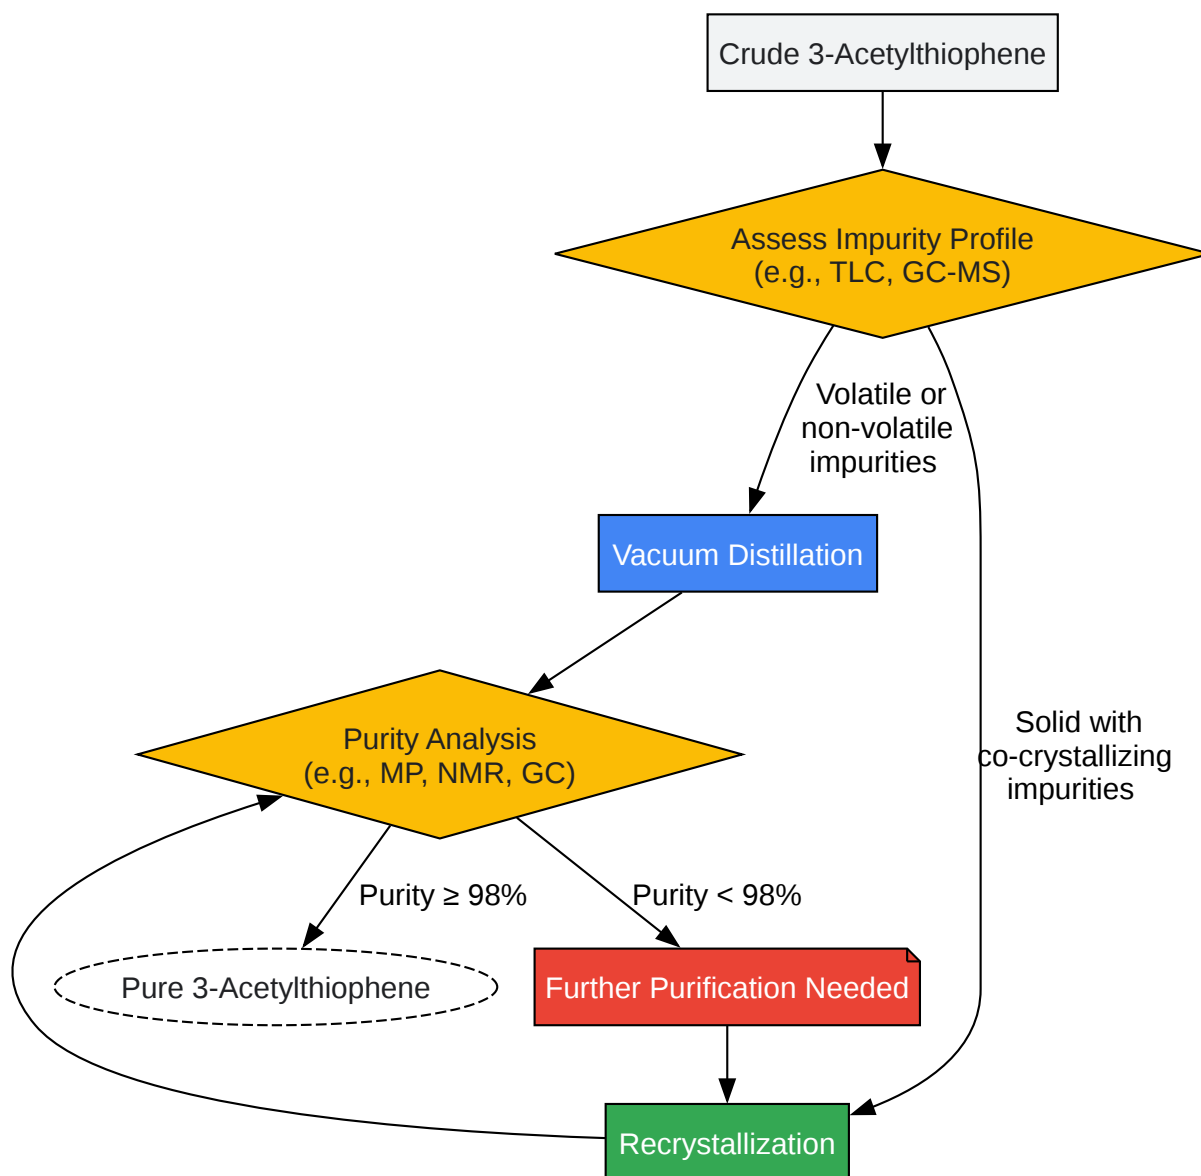 Crude 3-Acetylthiophene
Assess Impurity Profile
(e.g., TLC, GC-MS)
Volatile or
non-volatile
impurities
Vacuum Distillation
Solid with
co-crystallizing
impurities
Purity Analysis
(e.g., MP, NMR, GC)
Purity ≥ 98%
Purity < 98%
Pure 3-Acetylthiophene
Further Purification Needed
Recrystallization